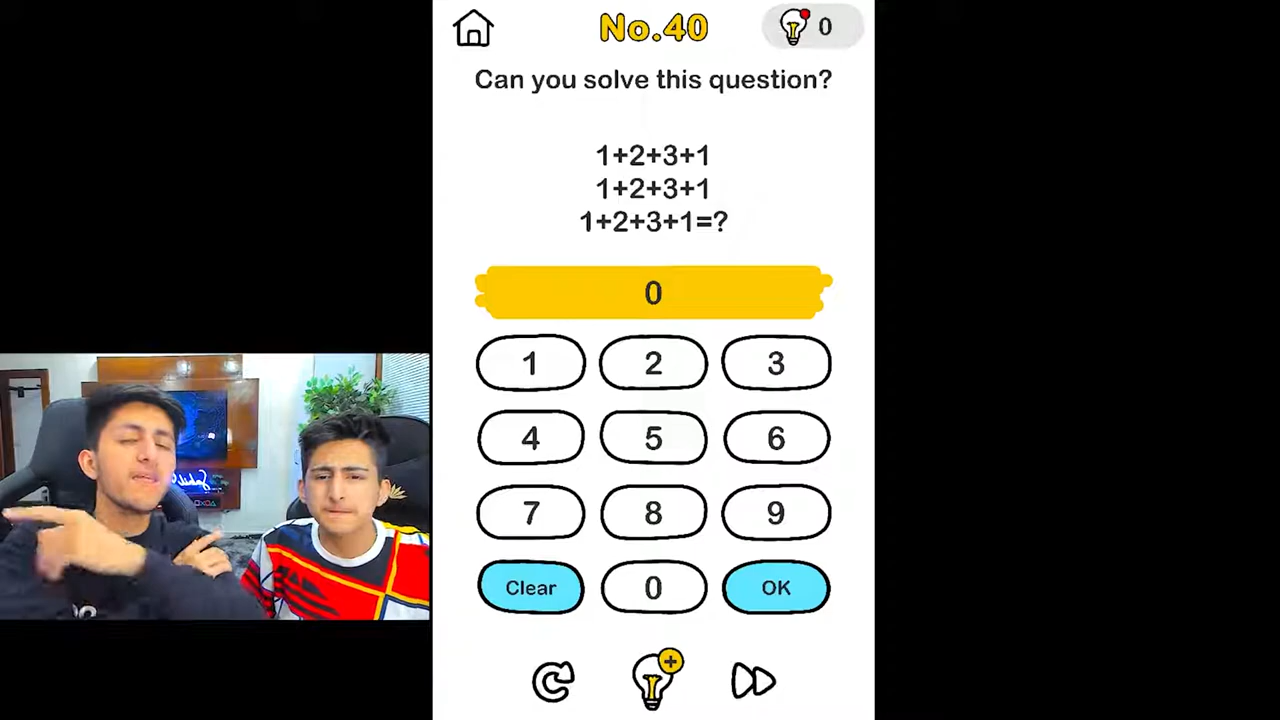 No.40
0
Can you solve this question?
1+2+3+1
1+2+3+1
1+2+3+1=?
0
1 2 3
4 5 6
7 8 9
Clear 0 OK